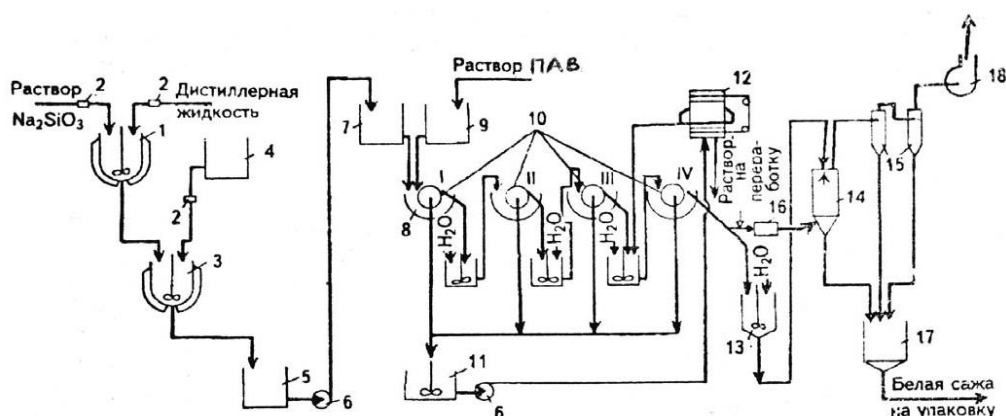 Раствор
Na₂SiO₃
2
2
Дистиллерная
жидкость
1
4
2
3
5
6
7
Раствор ПАВ
9
10
I
II
III
IV
8
H₂O
H₂O
H₂O
11
6
12
Раствор на
переработку
16
H₂O
13
14
15
18
17
Белая сажа
на упаковку